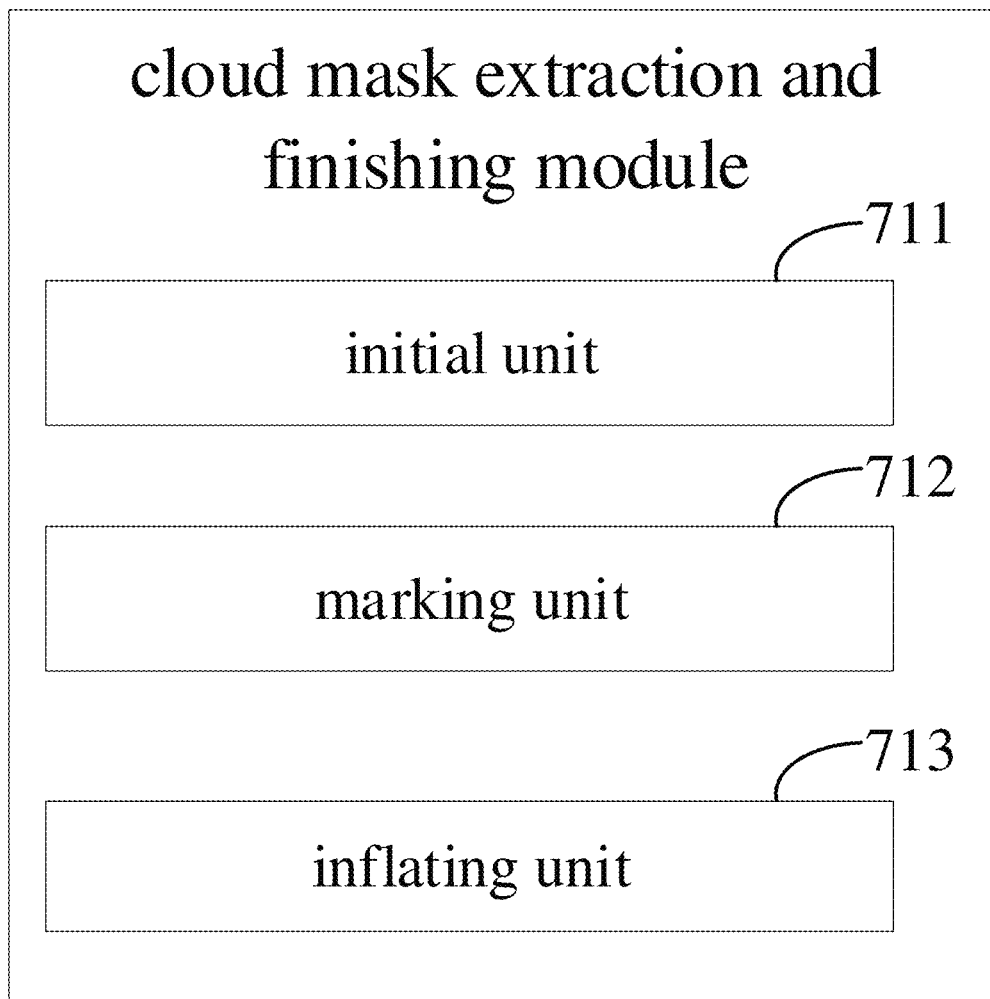 cloud mask extraction and
finishing module
711
initial unit
712
marking unit
713
inflating unit